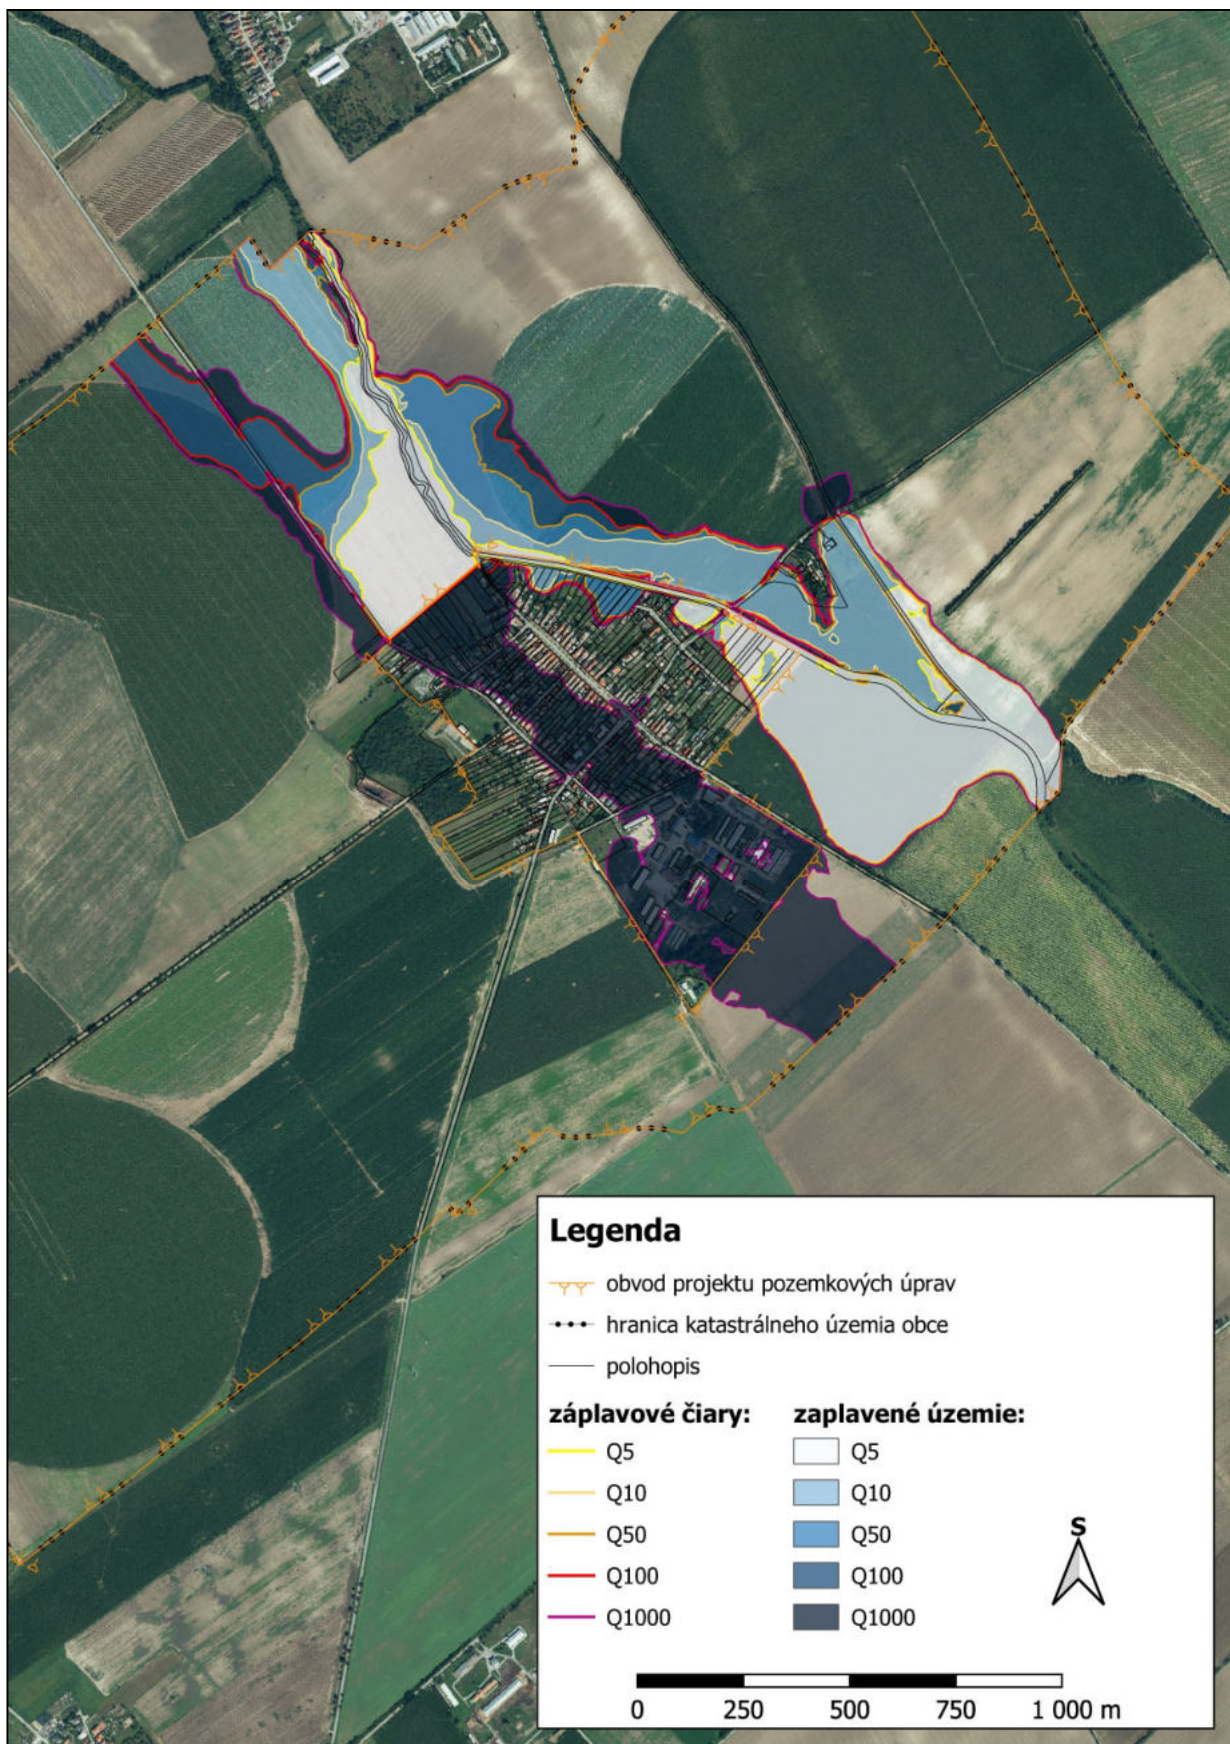 Legenda
obvod projektu pozemkových úprav
hranica katastrálneho územia obce
polohopis
záplavové čiary: zaplavené územie:
Q5 Q5
Q10 Q10
Q50 Q50
Q100 Q100
Q1000 Q1000
S
0 250 500 750 1 000 m